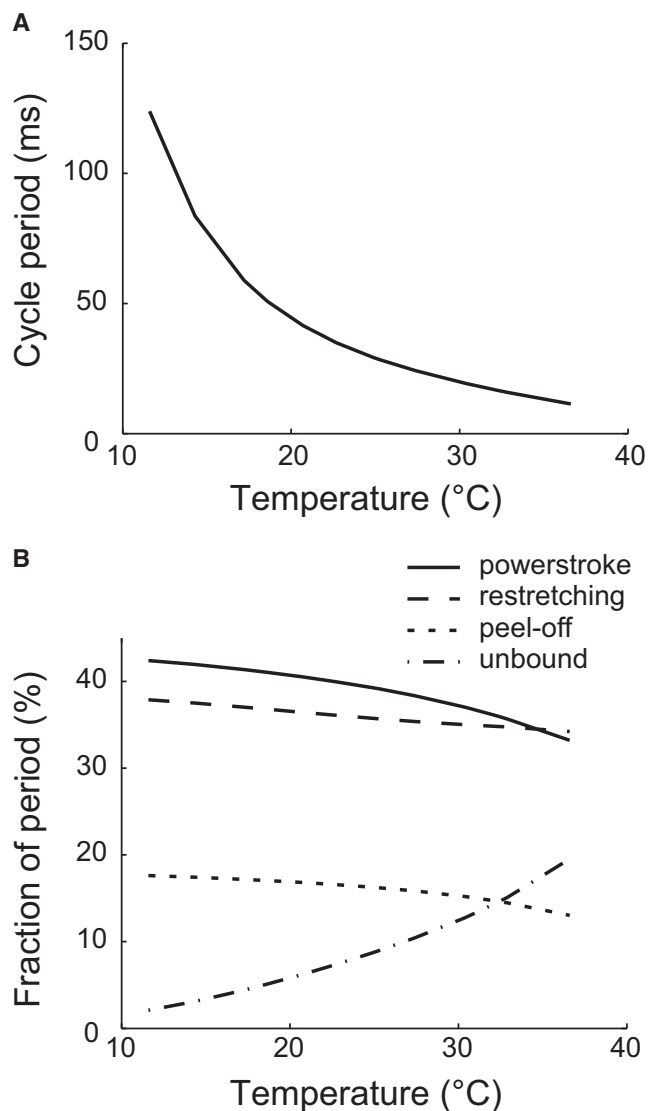 A
150
100
50
0
Cycle period (ms)
10 20 30 40
Temperature (°C)
B
powerstroke
restretching
peel-off
unbound
40
30
20
10
0
Fraction of period (%)
10 20 30 40
Temperature (°C)